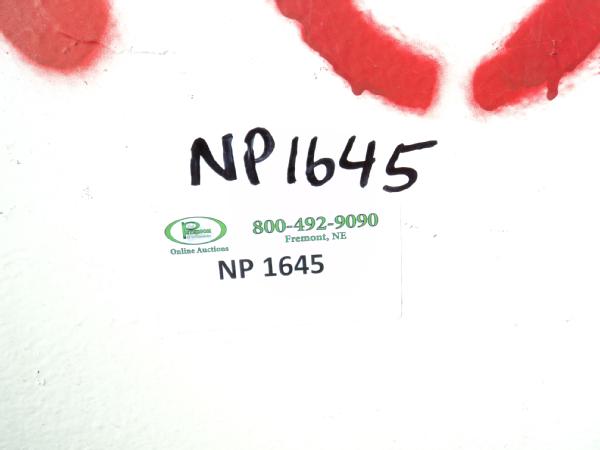 NP1645
800-492-9090
Fremont, NE
Online Auctions
NP 1645